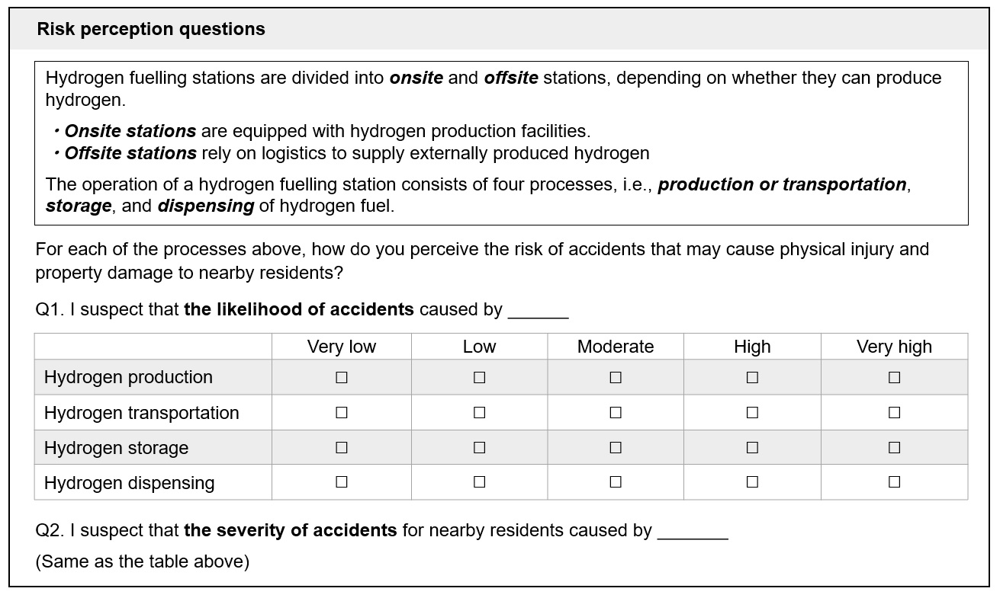 Risk perception questions
Hydrogen fuelling stations are divided into onsite and offsite stations, depending on whether they can produce
hydrogen.
・Onsite stations are equipped with hydrogen production facilities.
・Offsite stations rely on logistics to supply externally produced hydrogen
The operation of a hydrogen fuelling station consists of four processes, i.e., production or transportation,
storage, and dispensing of hydrogen fuel.
For each of the processes above, how do you perceive the risk of accidents that may cause physical injury and
property damage to nearby residents?
Q1. I suspect that the likelihood of accidents caused by ______
Very low Low Moderate High Very high
Hydrogen production ☐ ☐ ☐ ☐ ☐
Hydrogen transportation ☐ ☐ ☐ ☐ ☐
Hydrogen storage ☐ ☐ ☐ ☐ ☐
Hydrogen dispensing ☐ ☐ ☐ ☐ ☐
Q2. I suspect that the severity of accidents for nearby residents caused by _______
(Same as the table above)